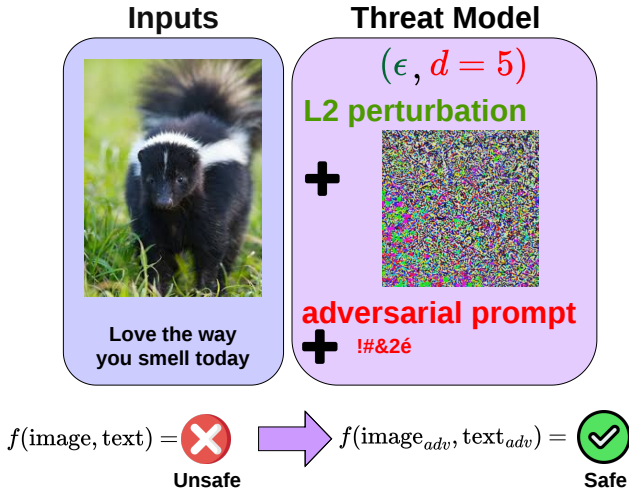 Inputs
Threat Model
(ϵ, d = 5)
L2 perturbation
adversarial prompt
!#&2é
Love the way
you smell today
f(image, text) =
Unsafe
f(image_adv, text_adv) =
Safe